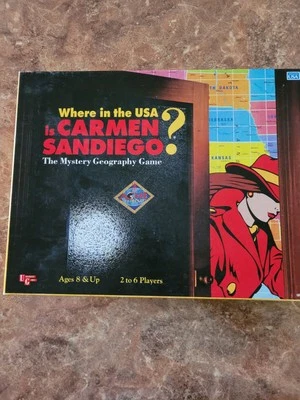 Where in the USA
is CARMEN
SANDIEGO?
The Mystery Geography Game
Ages 8 & Up
2 to 6 Players
KANSAS
USA